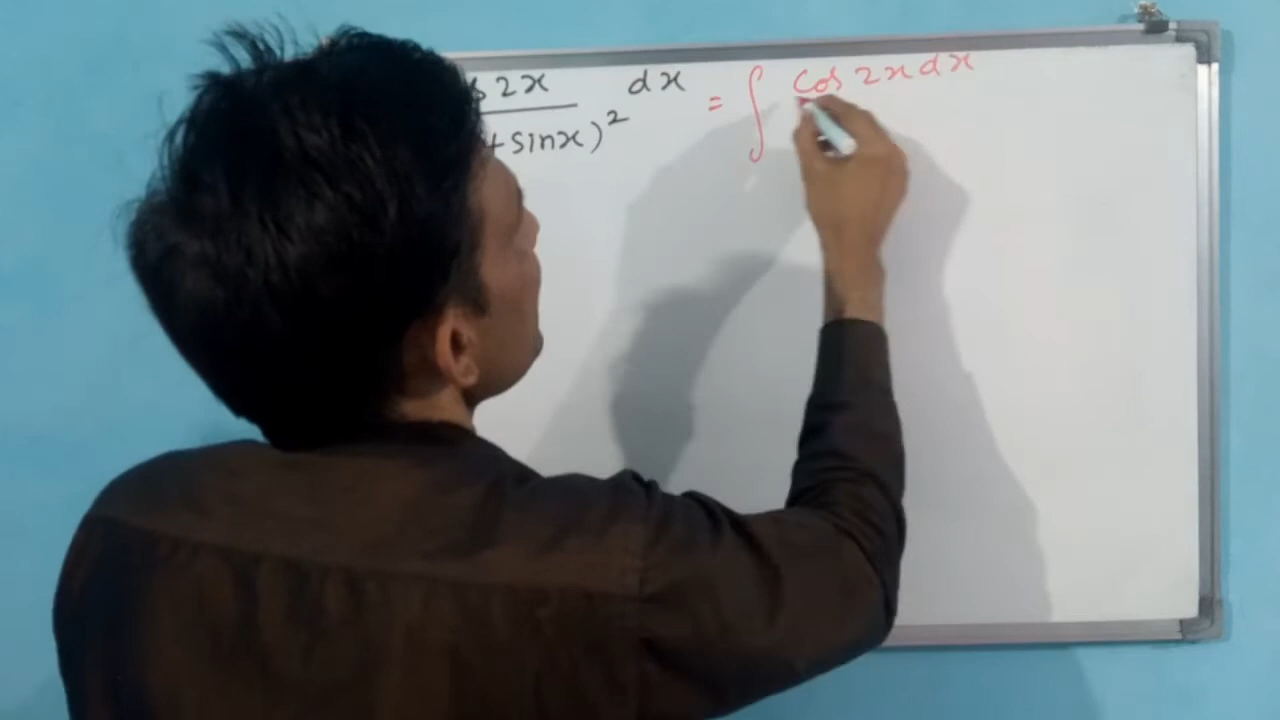 s 2x dx = ∫ cos 2x dx
+ sinx)²